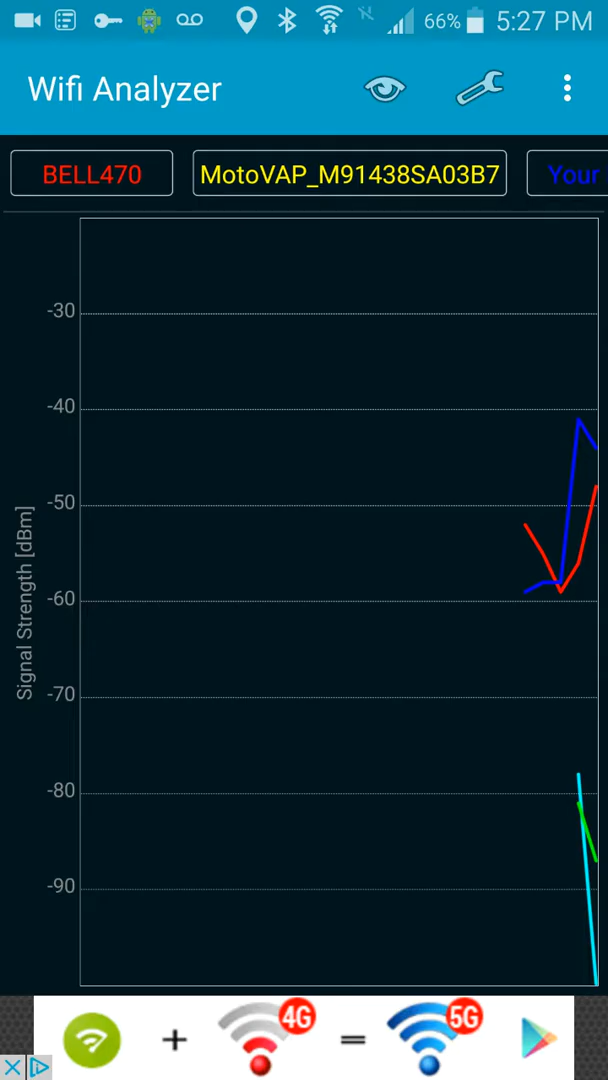 66% 5:27 PM
Wifi Analyzer
BELL470 MotoVAP_M91438SA03B7 Your
-30
-40
-50
-60
-70
-80
-90
Signal Strength [dBm]
4G 5G
+ =